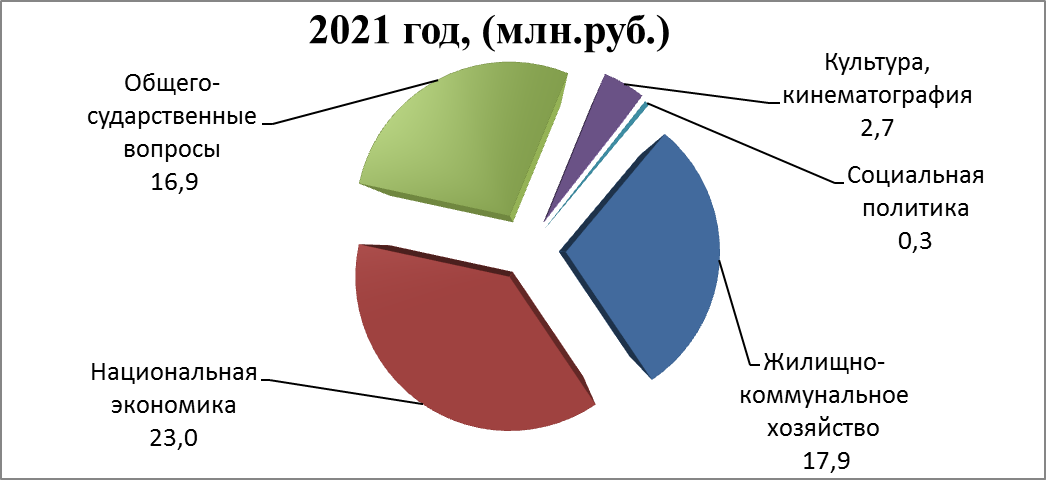 2021 год, (млн.руб.)
Общего-
сударственные
вопросы
16,9
Культура,
кинематография
2,7
Социальная
политика
0,3
Национальная
экономика
23,0
Жилищно-
коммунальное
хозяйство
17,9